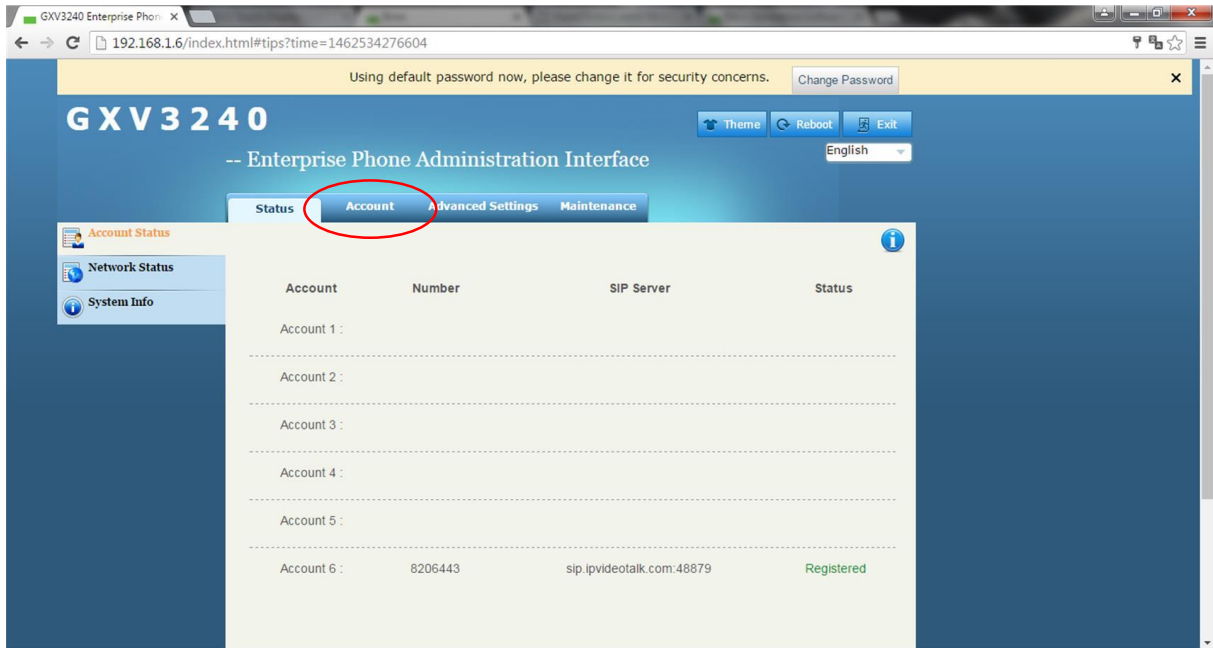 GXV3240 Enterprise Phon
192.168.1.6/index.html#tips?time=1462534276604
Using default password now, please change it for security concerns. Change Password
GXV3240
Theme Reboot Exit
-- Enterprise Phone Administration Interface
English
Status Account Advanced Settings Maintenance
Account Status
Network Status
System Info
Account Number SIP Server Status
Account 1 :
Account 2 :
Account 3 :
Account 4 :
Account 5 :
Account 6 : 8206443 sip.ipvideotalk.com:48879 Registered